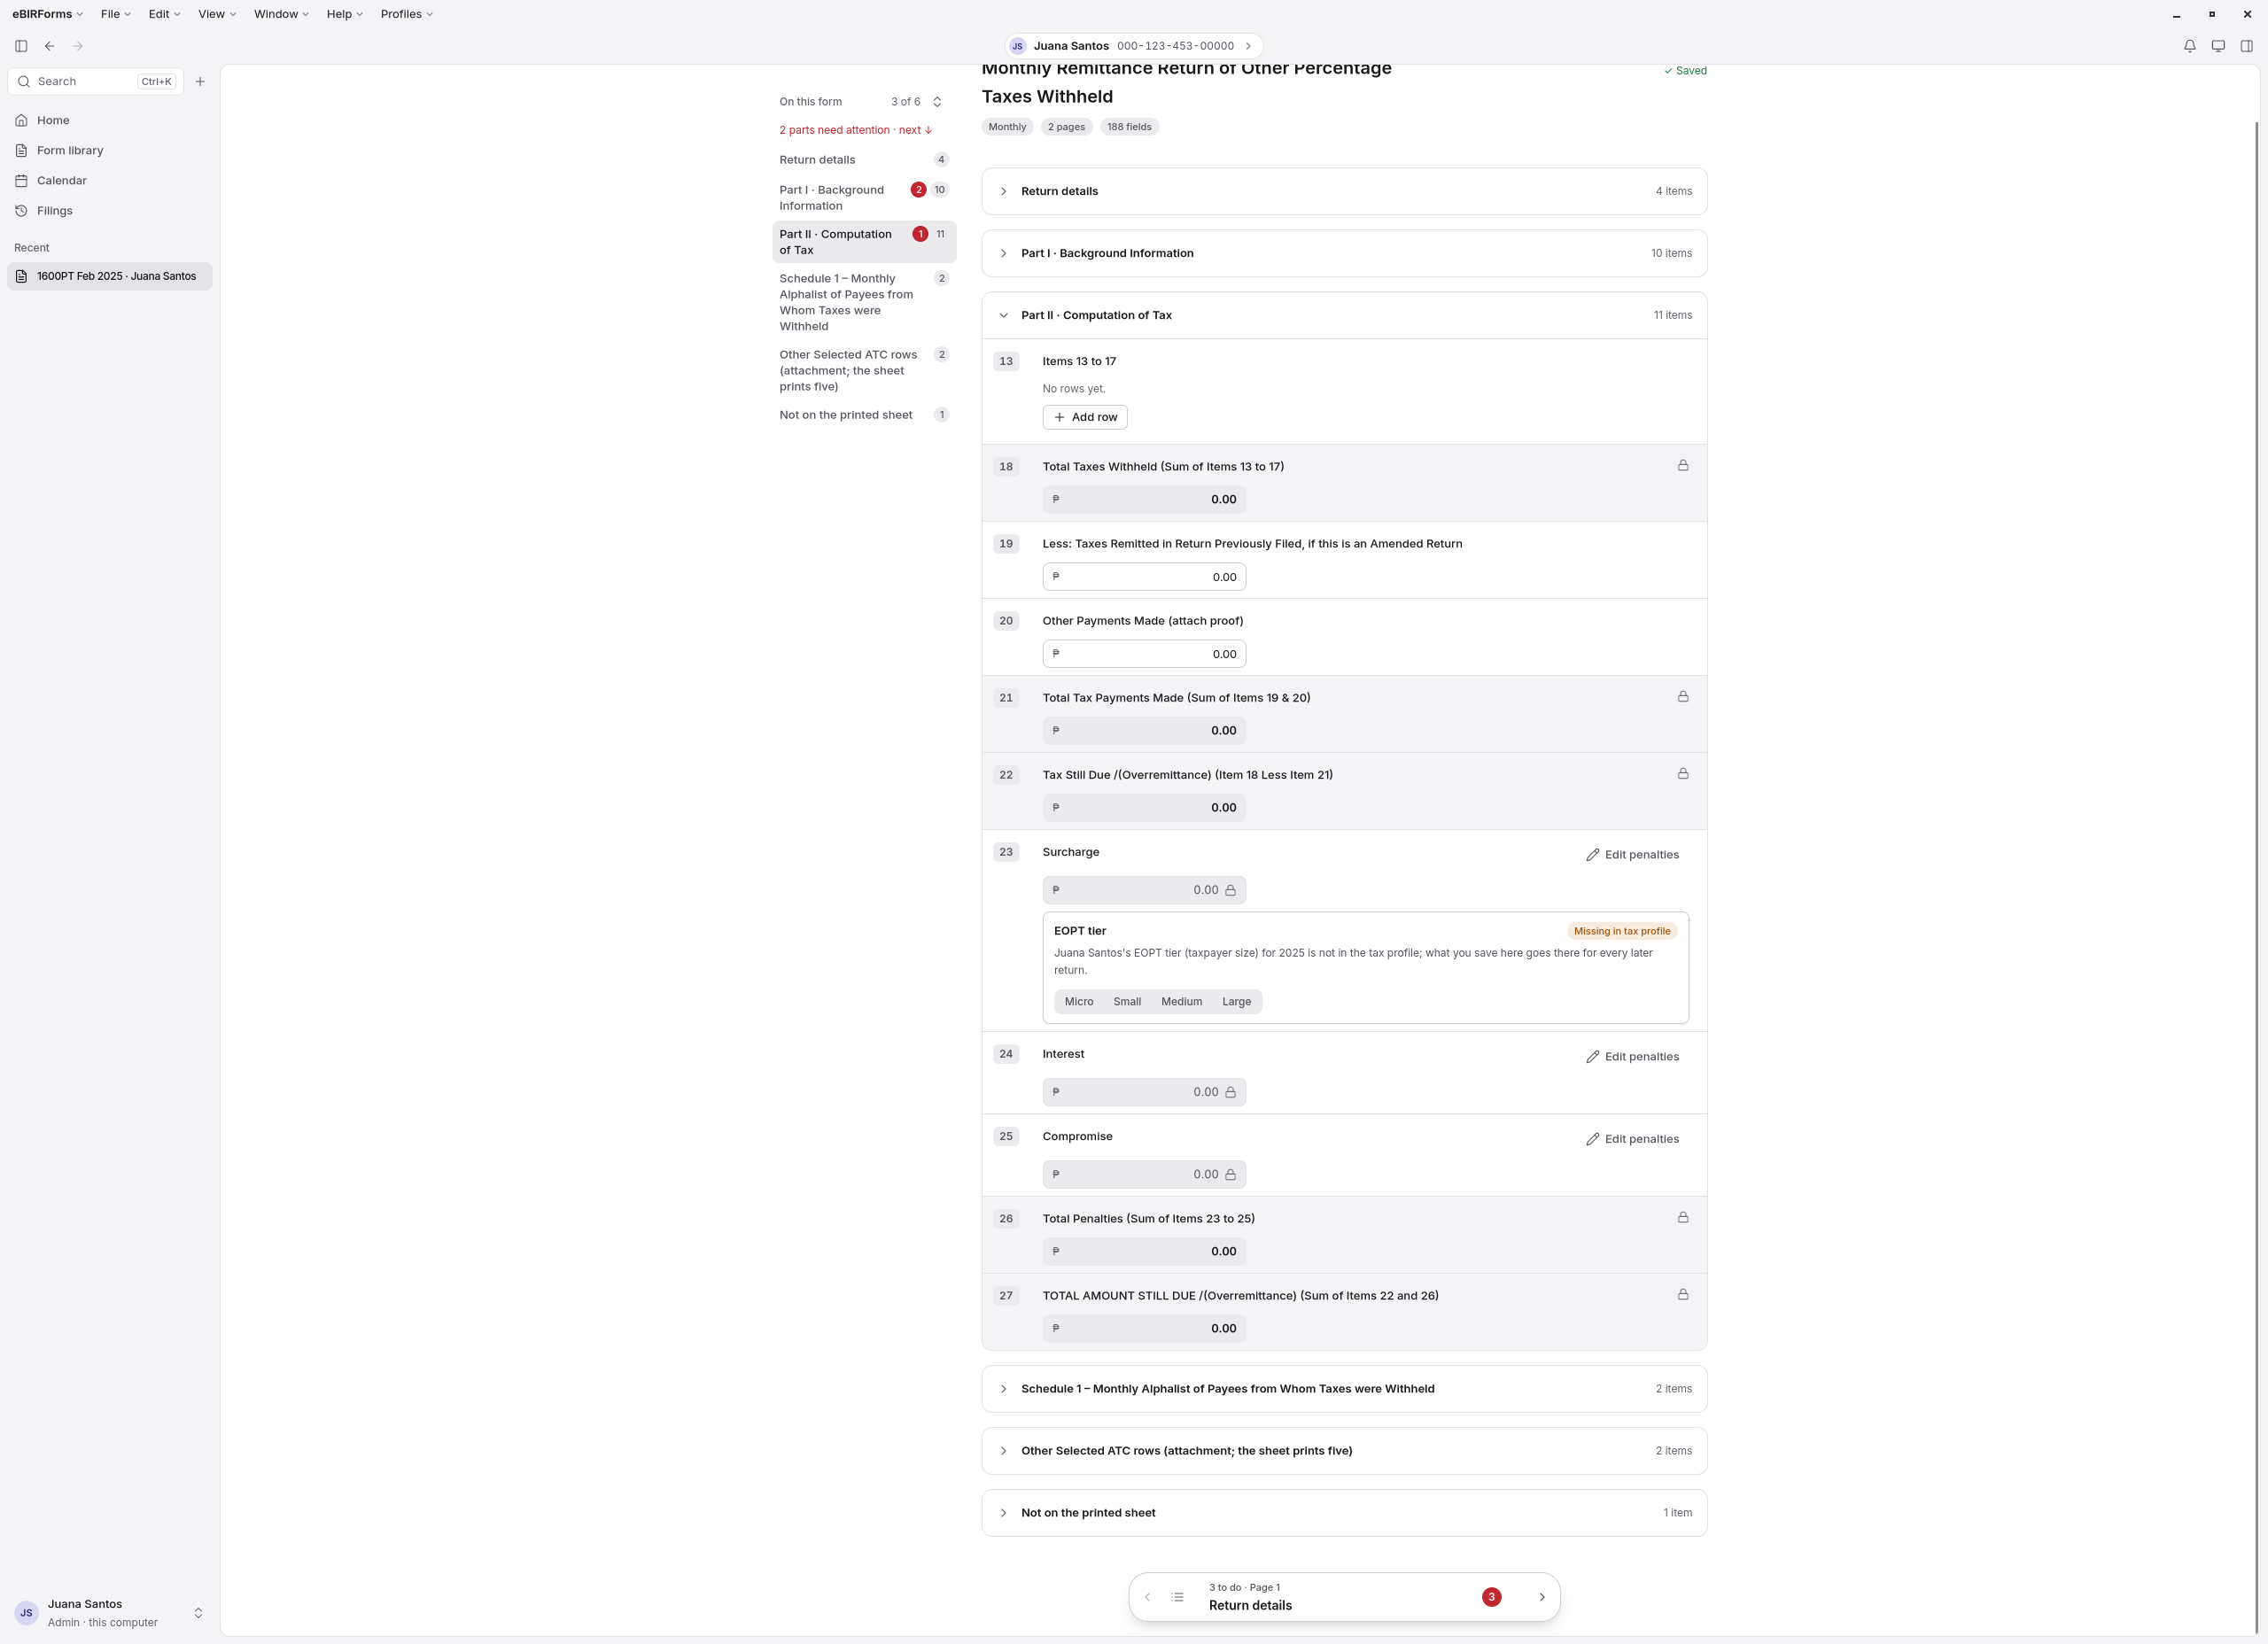 eBIRForms File Edit View Window Help Profiles
JS Juana Santos 000-123-453-00000
Search Ctrl+K
Home
Form library
Calendar
Filings
Recent
1600PT Feb 2025 · Juana Santos
On this form 3 of 6
2 parts need attention · next ↓
Return details 4
Part I · Background 2 10
Information
Part II · Computation 1 11
of Tax
Schedule 1 – Monthly 2
Alphalist of Payees from
Whom Taxes were
Withheld
Other Selected ATC rows 2
(attachment; the sheet
prints five)
Not on the printed sheet 1
Monthly Remittance Return of Other Percentage
Taxes Withheld
✓ Saved
Monthly 2 pages 188 fields
Return details 4 items
Part I · Background Information 10 items
Part II · Computation of Tax 11 items
13 Items 13 to 17
No rows yet.
+ Add row
18 Total Taxes Withheld (Sum of Items 13 to 17)
₱ 0.00
19 Less: Taxes Remitted in Return Previously Filed, if this is an Amended Return
₱ 0.00
20 Other Payments Made (attach proof)
₱ 0.00
21 Total Tax Payments Made (Sum of Items 19 & 20)
₱ 0.00
22 Tax Still Due /(Overremittance) (Item 18 Less Item 21)
₱ 0.00
23 Surcharge Edit penalties
₱ 0.00
EOPT tier Missing in tax profile
Juana Santos's EOPT tier (taxpayer size) for 2025 is not in the tax profile; what you save here goes there for every later
return.
Micro Small Medium Large
24 Interest Edit penalties
₱ 0.00
25 Compromise Edit penalties
₱ 0.00
26 Total Penalties (Sum of Items 23 to 25)
₱ 0.00
27 TOTAL AMOUNT STILL DUE /(Overremittance) (Sum of Items 22 and 26)
₱ 0.00
Schedule 1 – Monthly Alphalist of Payees from Whom Taxes were Withheld 2 items
Other Selected ATC rows (attachment; the sheet prints five) 2 items
Not on the printed sheet 1 item
3 to do · Page 1
Return details 3
JS Juana Santos
Admin · this computer